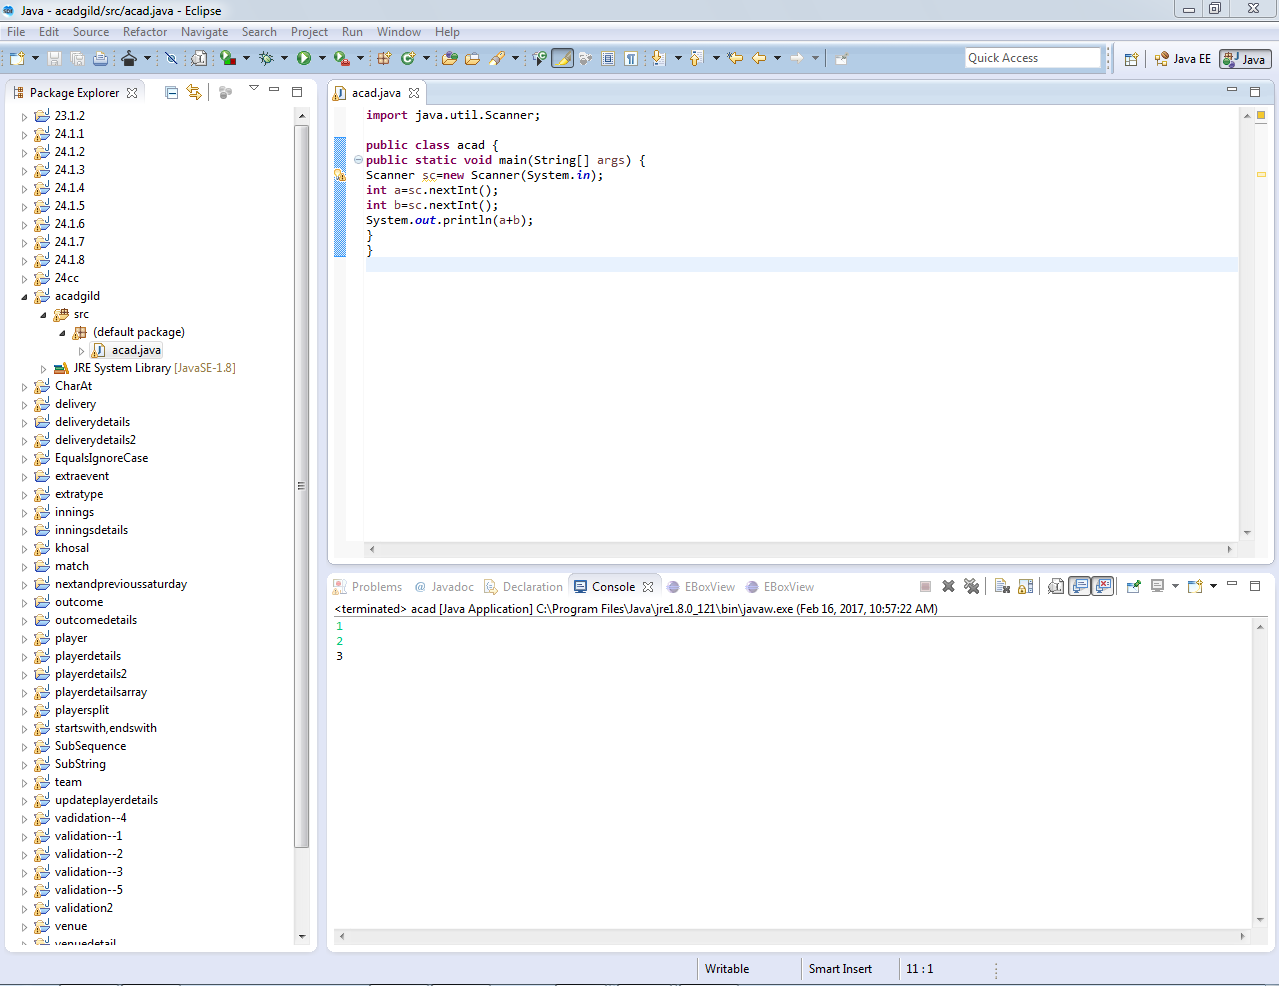 Java - acadgild/src/acad.java - Eclipse
File Edit Source Refactor Navigate Search Project Run Window Help
Quick Access
Java EE
Java
Package Explorer
23.1.2
24.1.1
24.1.2
24.1.3
24.1.4
24.1.5
24.1.6
24.1.7
24.1.8
24cc
acadgild
src
(default package)
acad.java
JRE System Library [JavaSE-1.8]
CharAt
delivery
deliverydetails
deliverydetails2
EqualsIgnoreCase
extraevent
extratype
innings
inningsdetails
khosal
match
nextandprevioussaturday
outcome
outcomedetails
player
playerdetails
playerdetails2
playerdetailsarray
playersplit
startswith,endswith
SubSequence
SubString
team
updateplayerdetails
vadidation--4
validation--1
validation--2
validation--3
validation--5
validation2
venue
venuedetail
acad.java
import java.util.Scanner;
public class acad {
public static void main(String[] args) {
Scanner sc=new Scanner(System.in);
int a=sc.nextInt();
int b=sc.nextInt();
System.out.println(a+b);
}
}
Problems @ Javadoc Declaration Console EBoxView EBoxView
<terminated> acad [Java Application] C:\Program Files\Java\jre1.8.0_121\bin\javaw.exe (Feb 16, 2017, 10:57:22 AM)
1
2
3
Writable Smart Insert 11 : 1